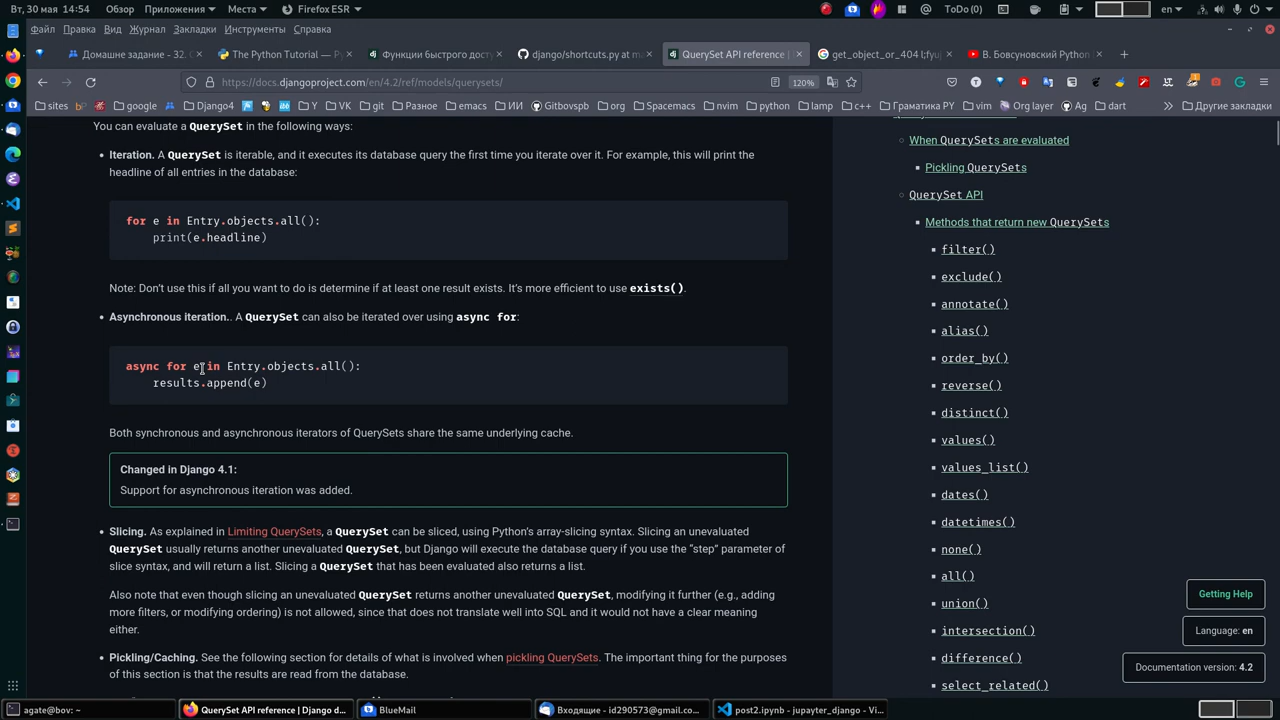 Вт, 30 мая 14:54 Обзор Приложения Места Firefox ESR ToDo(0) en
Файл Правка Вид Журнал Закладки Инструменты Справка
Домашне задание - 32. Б The Python Tutorial — Py Функции быстрого дост django/shortcuts.py at m QuerySet API reference | get_object_or_404 l;fyu В. Бовсуновский Python
https://docs.djangoproject.com/en/4.2/ref/models/querysets/ 120%
sites bP google Django4 Y VK git Разное emacs ИИ Gitbovspb org Spacemacs nvim python lamp c++ Граматика PY vim Org layer Ag dart Другие закладки
You can evaluate a QuerySet in the following ways:
• Iteration. A QuerySet is iterable, and it executes its database query the first time you iterate over it. For example, this will print the
headline of all entries in the database:
for e in Entry.objects.all():
print(e.headline)
Note: Don't use this if all you want to do is determine if at least one result exists. It's more efficient to use exists().
• Asynchronous iteration.. A QuerySet can also be iterated over using async for:
async for e in Entry.objects.all():
results.append(e)
Both synchronous and asynchronous iterators of QuerySets share the same underlying cache.
Changed in Django 4.1:
Support for asynchronous iteration was added.
• Slicing. As explained in Limiting QuerySets, a QuerySet can be sliced, using Python's array-slicing syntax. Slicing an unevaluated
QuerySet usually returns another unevaluated QuerySet, but Django will execute the database query if you use the "step" parameter of
slice syntax, and will return a list. Slicing a QuerySet that has been evaluated also returns a list.
Also note that even though slicing an unevaluated QuerySet returns another unevaluated QuerySet, modifying it further (e.g., adding
more filters, or modifying ordering) is not allowed, since that does not translate well into SQL and it would not have a clear meaning
either.
• Pickling/Caching. See the following section for details of what is involved when pickling QuerySets. The important thing for the purposes
of this section is that the results are read from the database.
When QuerySets are evaluated
Pickling QuerySets
QuerySet API
Methods that return new QuerySets
filter()
exclude()
annotate()
alias()
order_by()
reverse()
distinct()
values()
values_list()
dates()
datetimes()
none()
all()
union()
intersection()
difference()
select_related()
Getting Help
Language: en
Documentation version: 4.2
agate@bov: ~ QuerySet API reference | Django d… BlueMail Входящие - id290573@gmail.co… post2.ipynb - jupayter_django - Vi…